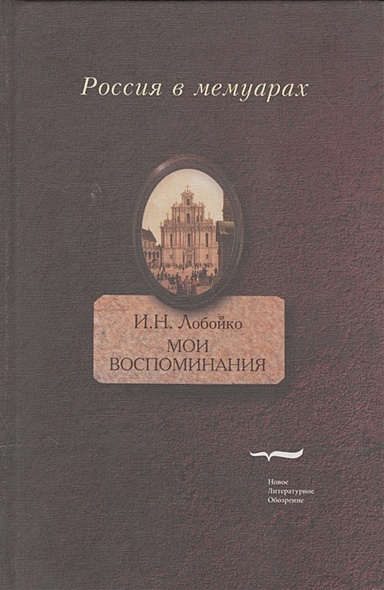 Россия в мемуарах
И.Н. Лобойко
МОИ
ВОСПОМИНАНИЯ
Новое
Литературное
Обозрение